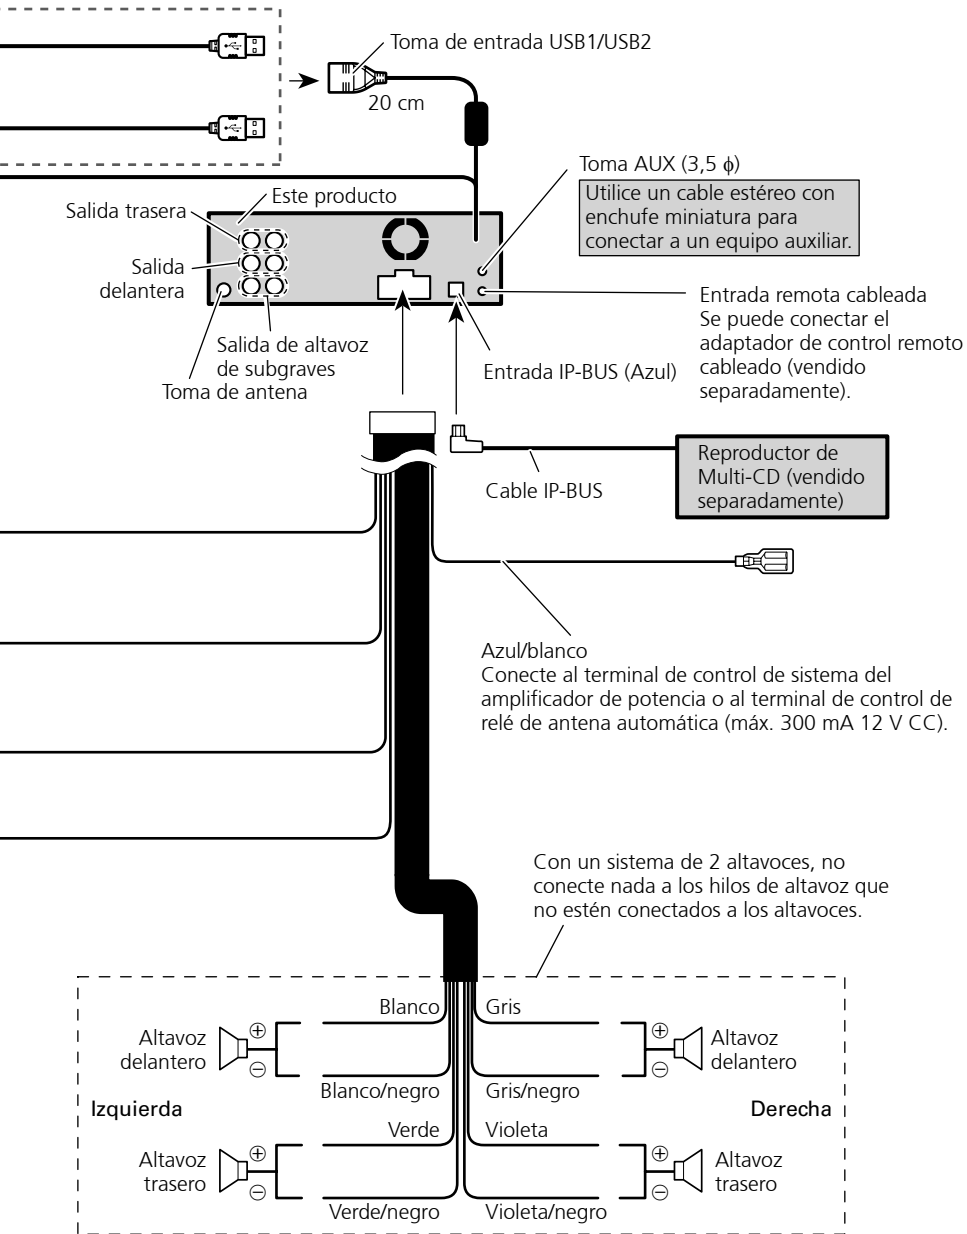 Toma de entrada USB1/USB2
20 cm
Toma AUX (3,5 ϕ)
Utilice un cable estéreo con
enchufe miniatura para
conectar a un equipo auxiliar.
Este producto
Salida trasera
Salida
delantera
Salida de altavoz
de subgraves
Toma de antena
Entrada IP-BUS (Azul)
Entrada remota cableada
Se puede conectar el
adaptador de control remoto
cableado (vendido
separadamente).
Reproductor de
Multi-CD (vendido
separadamente)
Cable IP-BUS
Azul/blanco
Conecte al terminal de control de sistema del
amplificador de potencia o al terminal de control de
relé de antena automática (máx. 300 mA 12 V CC).
Con un sistema de 2 altavoces, no
conecte nada a los hilos de altavoz que
no estén conectados a los altavoces.
Blanco
Gris
Altavoz
delantero
⊕
⊖
⊕
⊖
Altavoz
delantero
Blanco/negro
Gris/negro
Izquierda
Derecha
Verde
Violeta
Altavoz
trasero
⊕
⊖
⊕
⊖
Altavoz
trasero
Verde/negro
Violeta/negro